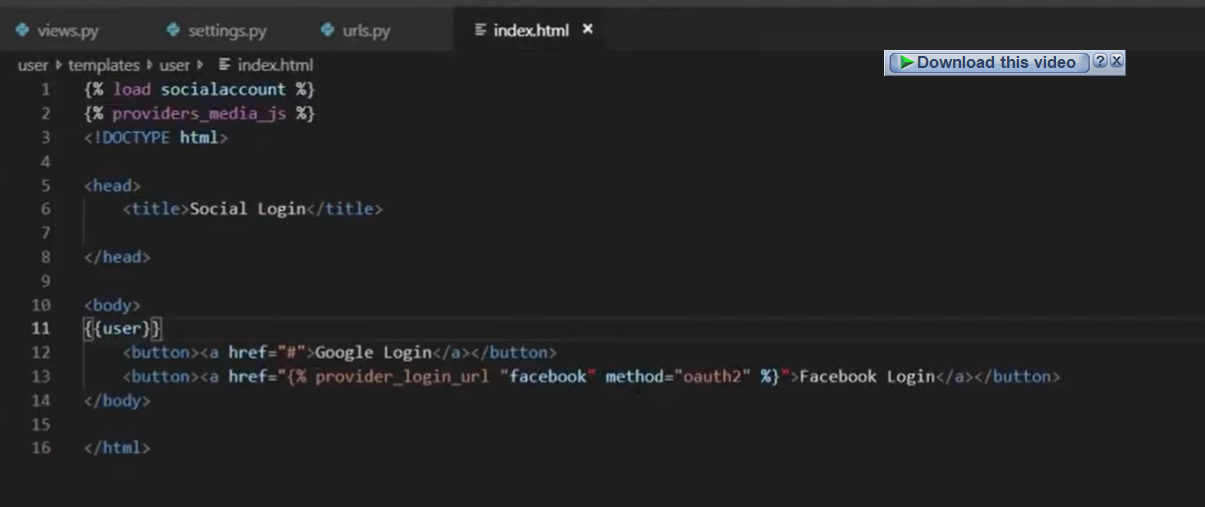 views.py settings.py urls.py index.html ×
user templates user index.html
Download this video ? X
1 {% load socialaccount %}
2 {% providers_media_js %}
3 <!DOCTYPE html>
4
5 <head>
6 <title>Social Login</title>
7
8 </head>
9
10 <body>
11 {{user}}
12 <button><a href="#">Google Login</a></button>
13 <button><a href="{% provider_login_url "facebook" method="oauth2" %}">Facebook Login</a></button>
14 </body>
15
16 </html>